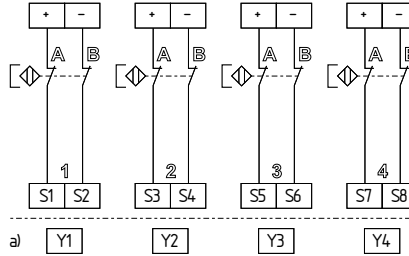 + − + − + − + −
A B A B A B A B
1 2 3 4
S1 S2 S3 S4 S5 S6 S7 S8
a) Y1 Y2 Y3 Y4